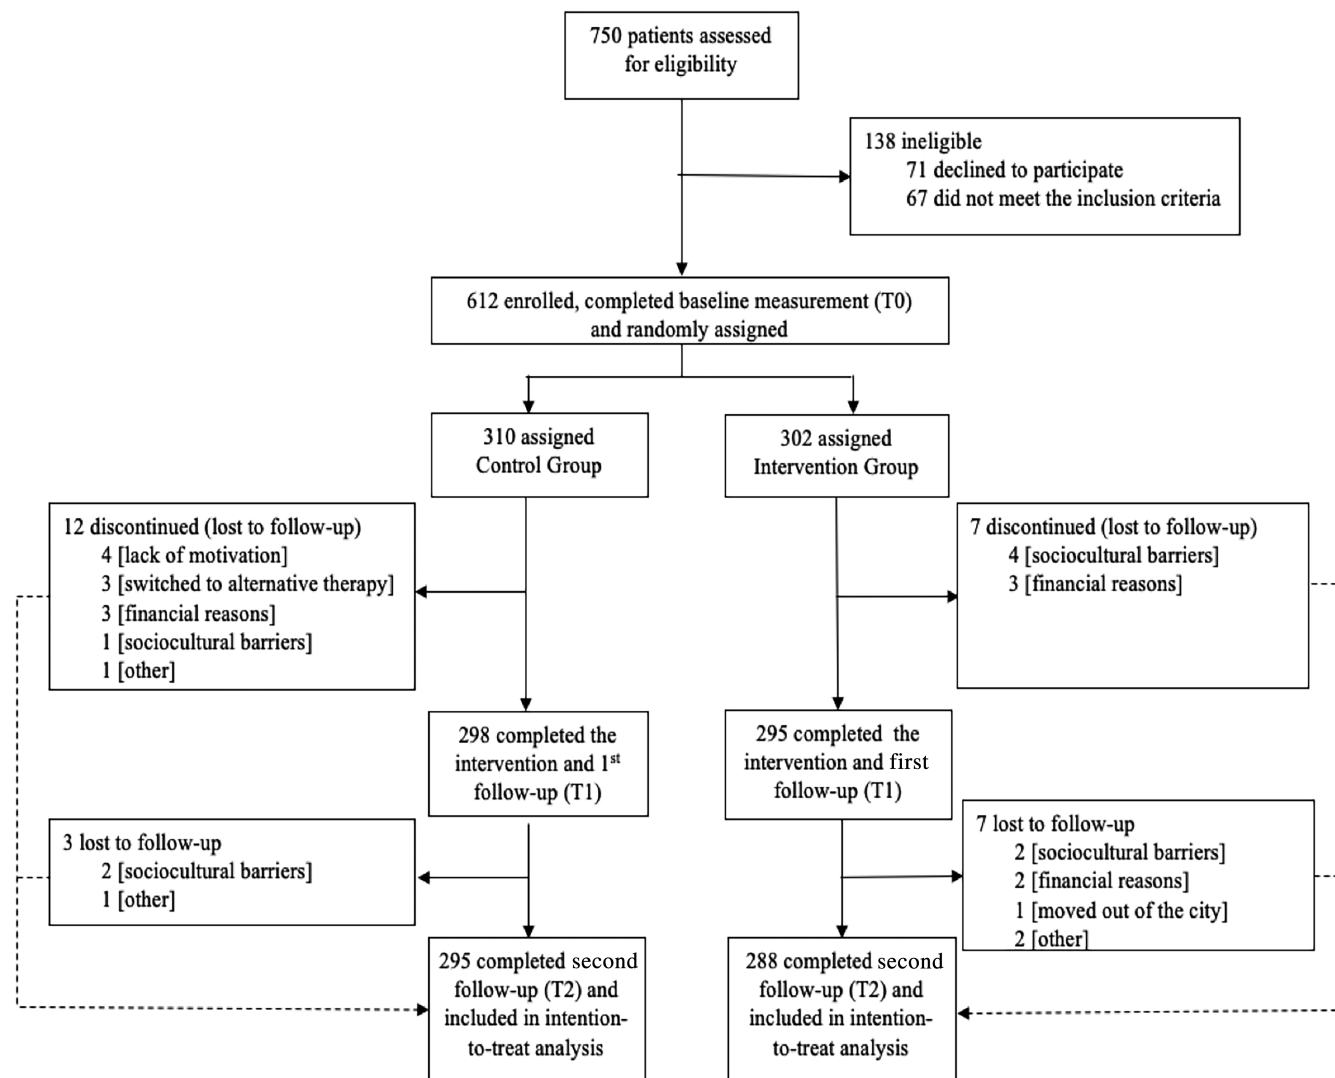 750 patients assessed
for eligibility
138 ineligible
71 declined to participate
67 did not meet the inclusion criteria
612 enrolled, completed baseline measurement (T0)
and randomly assigned
310 assigned
Control Group
302 assigned
Intervention Group
12 discontinued (lost to follow-up)
4 [lack of motivation]
3 [switched to alternative therapy]
3 [financial reasons]
1 [sociocultural barriers]
1 [other]
7 discontinued (lost to follow-up)
4 [sociocultural barriers]
3 [financial reasons]
298 completed the
intervention and 1st
follow-up (T1)
295 completed the
intervention and first
follow-up (T1)
3 lost to follow-up
2 [sociocultural barriers]
1 [other]
7 lost to follow-up
2 [sociocultural barriers]
2 [financial reasons]
1 [moved out of the city]
2 [other]
295 completed second
follow-up (T2) and
included in intention-
to-treat analysis
288 completed second
follow-up (T2) and
included in intention-
to-treat analysis